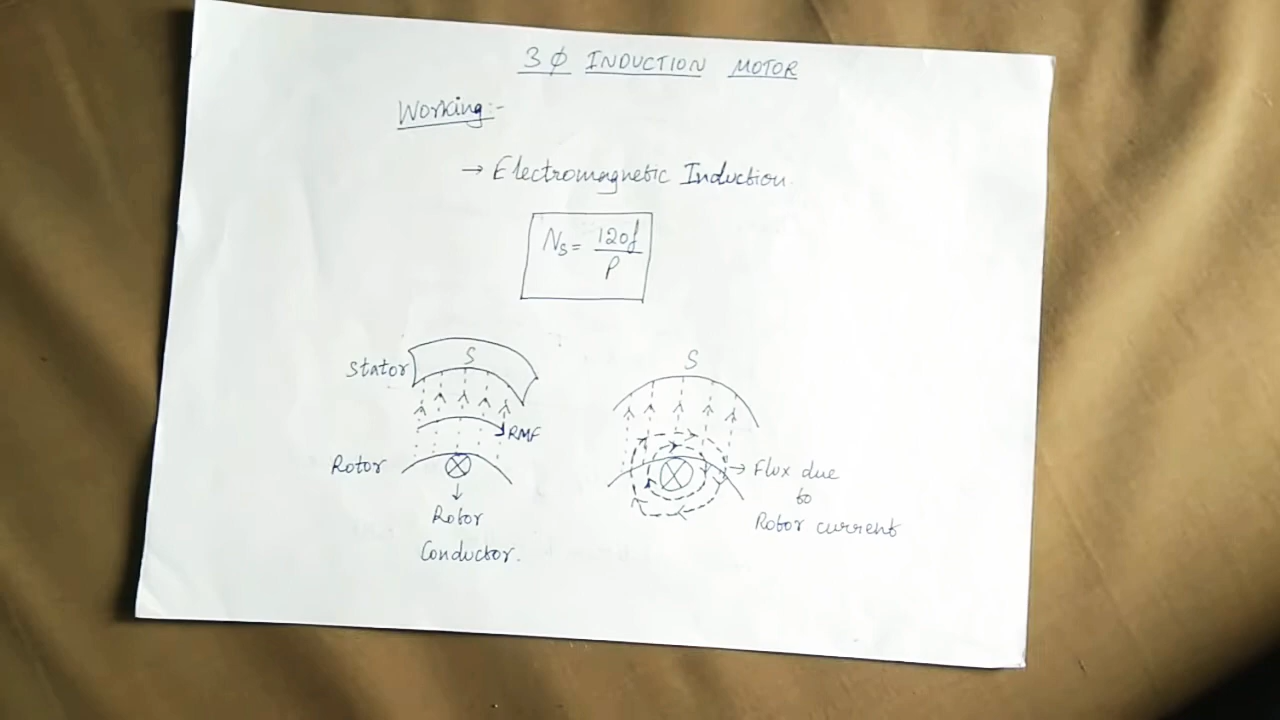 3 ϕ INDUCTION MOTOR
Working:-
→ Electromagnetic Induction.
Ns = 120f
P
Stator
S
RMF
Rotor
Rotor
Conductor.
S
→ Flux due
to
Rotor current